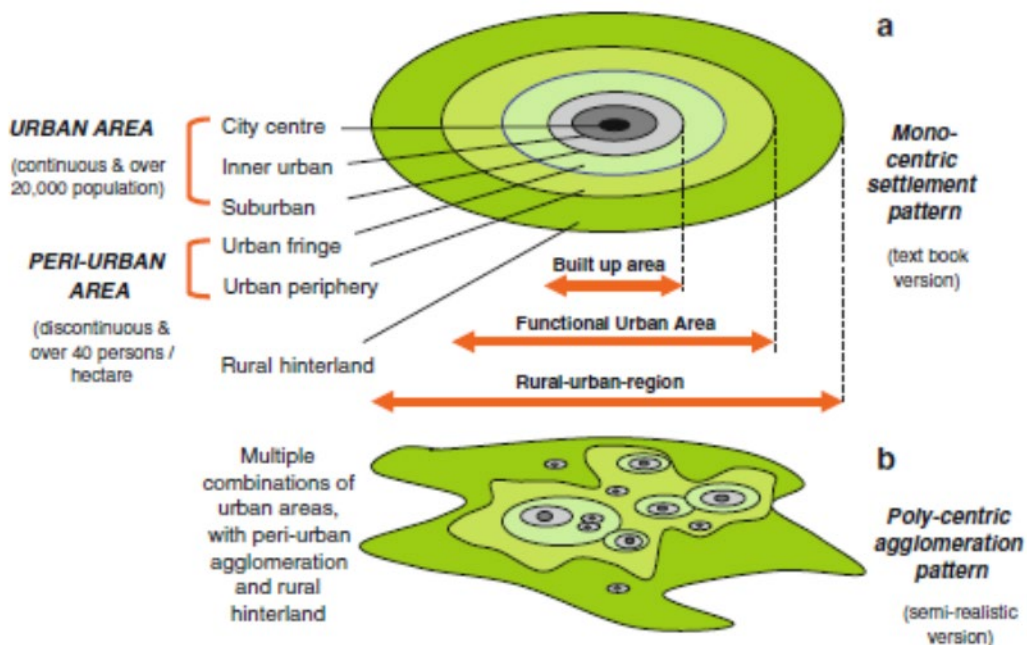 a
URBAN AREA
(continuous & over
20,000 population)
City centre
Inner urban
Suburban
PERI-URBAN
AREA
(discontinuous &
over 40 persons /
hectare
Urban fringe
Urban periphery
Rural hinterland
Mono-
centric
settlement
pattern
(text book
version)
Built up area
Functional Urban Area
Rural-urban-region
b
Multiple
combinations of
urban areas,
with peri-urban
agglomeration
and rural
hinterland
Poly-centric
agglomeration
pattern
(semi-realistic
version)